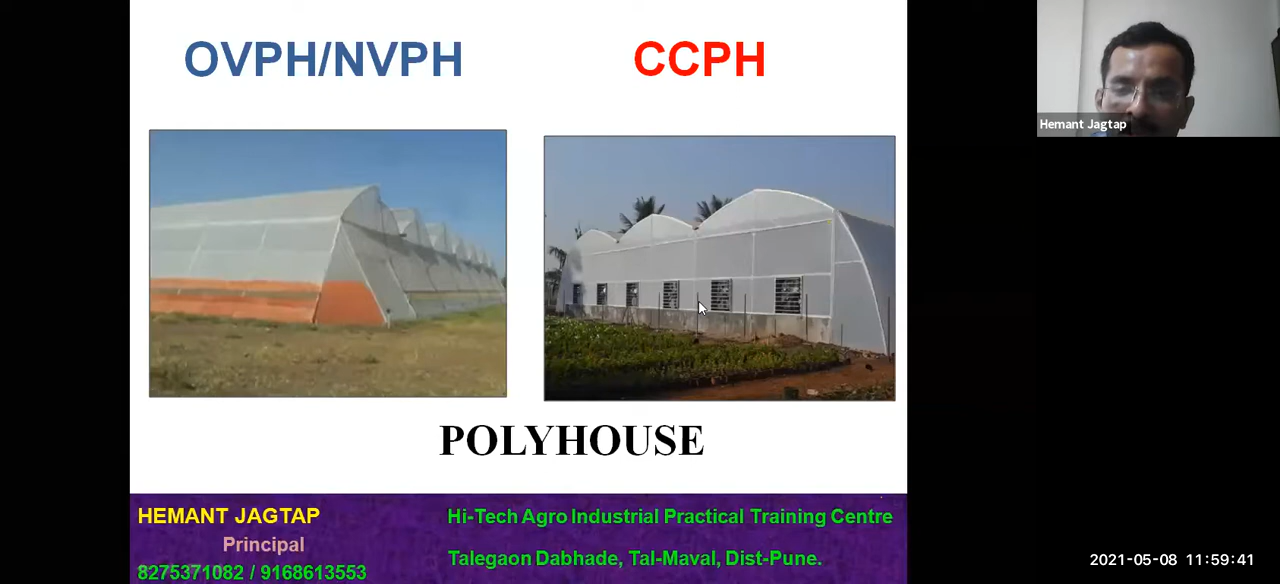 OVPH/NVPH
CCPH
Hemant Jagtap
POLYHOUSE
HEMANT JAGTAP
Principal
8275371082 / 9168613553
Hi-Tech Agro Industrial Practical Training Centre
Talegaon Dabhade, Tal-Maval, Dist-Pune.
2021-05-08 11:59:41